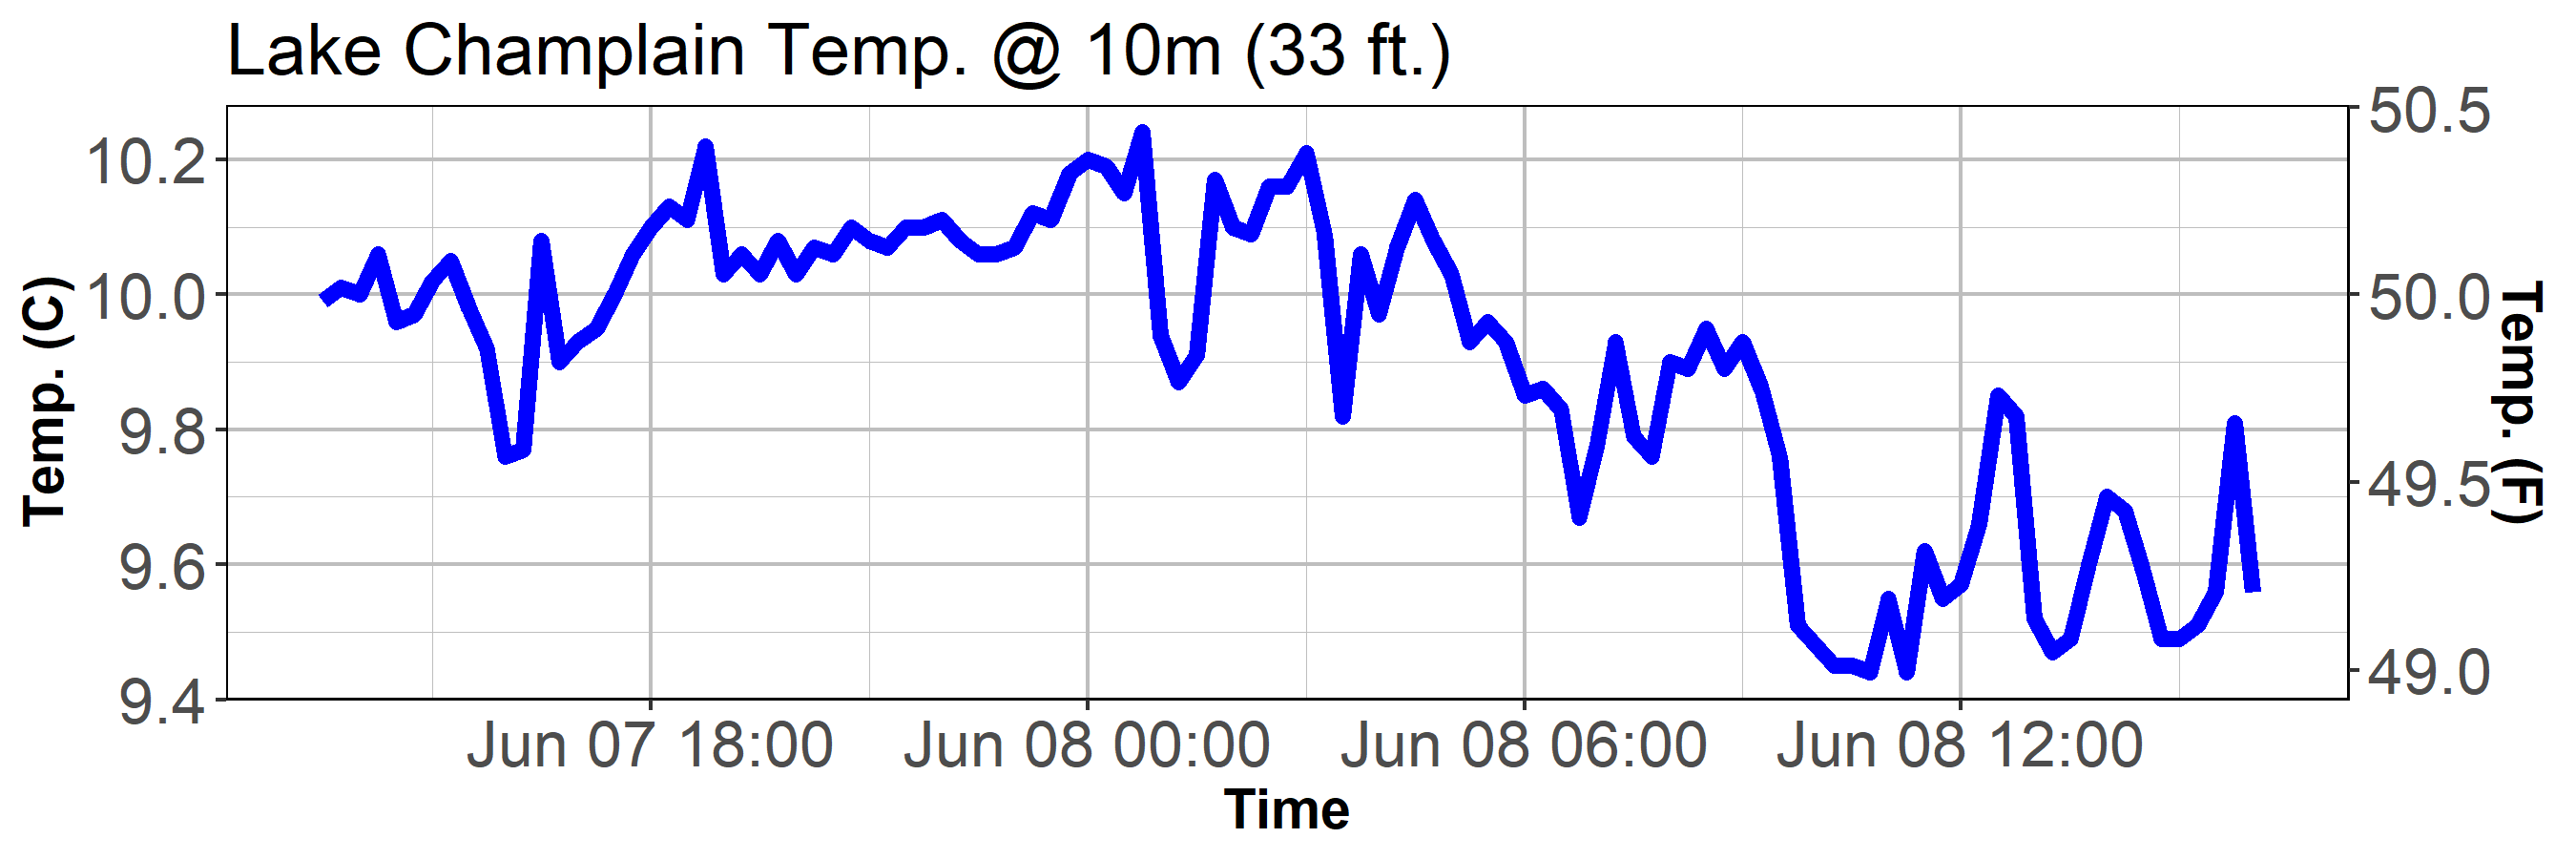 Lake Champlain Temp. @ 10m (33 ft.)
50.5
10.2
10.0
50.0
9.8
49.5
9.6
49.0
9.4
Temp. (C)
Temp. (F)
Jun 07 18:00 Jun 08 00:00 Jun 08 06:00 Jun 08 12:00
Time